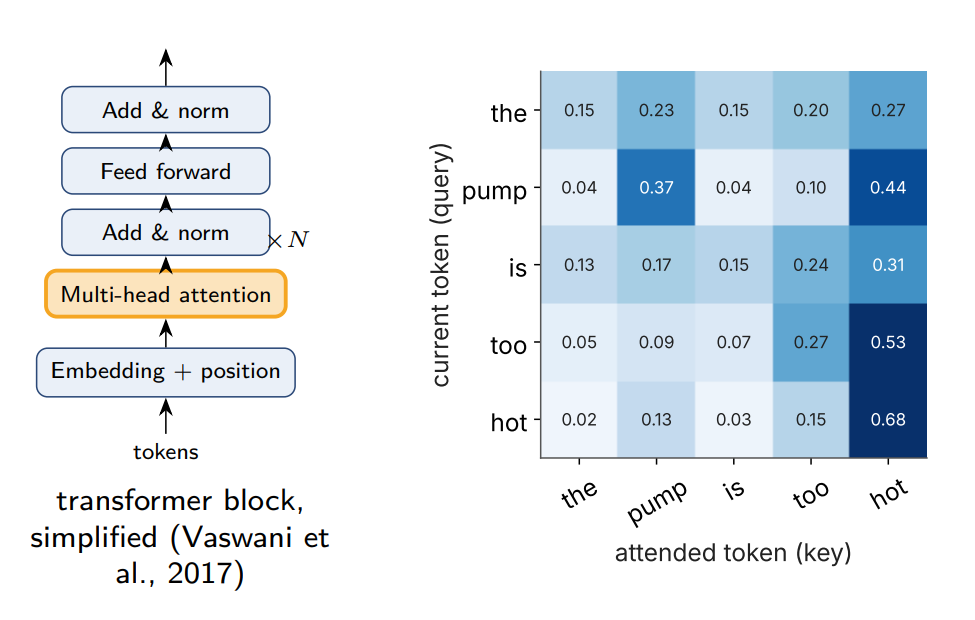 Add & norm
Feed forward
Add & norm
× N
Multi-head attention
Embedding + position
tokens
transformer block,
simplified (Vaswani et
al., 2017)
current token (query)
the 0.15 0.23 0.15 0.20 0.27
pump 0.04 0.37 0.04 0.10 0.44
is 0.13 0.17 0.15 0.24 0.31
too 0.05 0.09 0.07 0.27 0.53
hot 0.02 0.13 0.03 0.15 0.68
the pump is too hot
attended token (key)